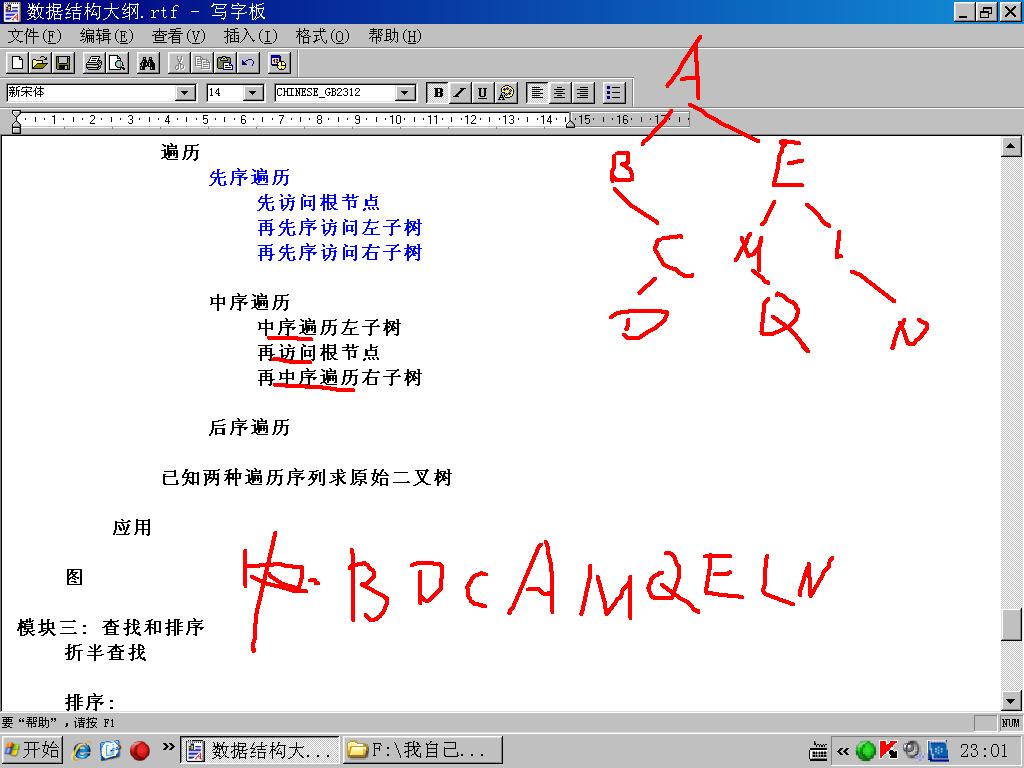 数据结构大纲.rtf - 写字板
文件(F) 编辑(E) 查看(V) 插入(I) 格式(O) 帮助(H)
新宋体 14 CHINESE_GB2312 B I U
1 2 3 4 5 6 7 8 9 10 11 12 13 14 15 16 17
A
遍历
B E
先序遍历
先访问根节点
再先序访问左子树
再先序访问右子树
C M L
中序遍历
D Q N
中序遍历左子树
再访问根节点
再中序遍历右子树
后序遍历
已知两种遍历序列求原始二叉树
应用
图
中. B D C A M Q E L N
模块三: 查找和排序
折半查找
排序:
要“帮助”,请按 F1 NUM
开始 » 数据结构大... F:\我自己... « 23:01